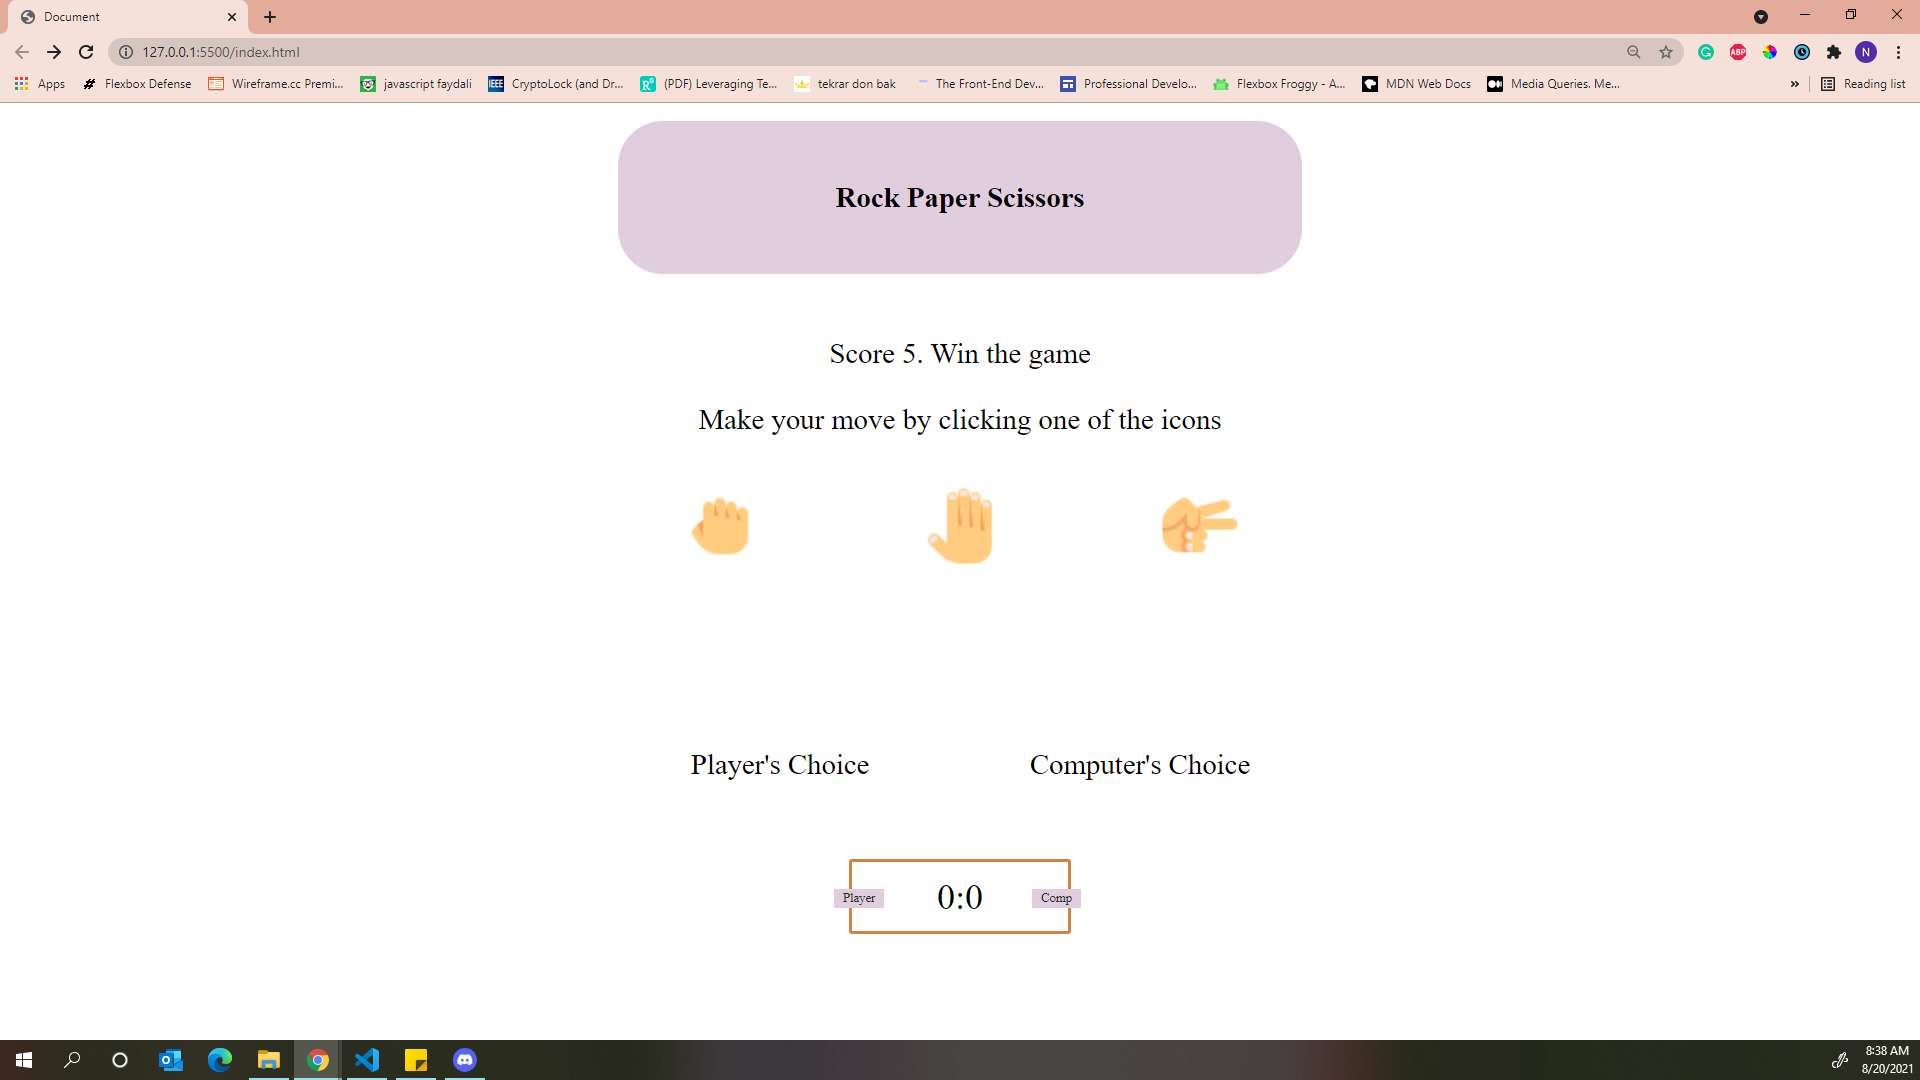 Document
127.0.0.1:5500/index.html
ABP
N
Apps
Flexbox Defense
Wireframe.cc Premi...
javascript faydali
IEEE
CryptoLock (and Dr...
(PDF) Leveraging Te...
tekrar don bak
The Front-End Dev...
Professional Develo...
Flexbox Froggy - A...
MDN Web Docs
Media Queries. Me...
»
Reading list
Rock Paper Scissors
Score 5. Win the game
Make your move by clicking one of the icons
Player's Choice
Computer's Choice
Player
0:0
Comp
8:38 AM
8/20/2021